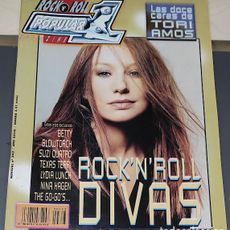 ROCK N' ROLL
POPULAR 1
ZINE
Las doce
caras de
TORI
AMOS
BETTY
BLOWTORCH
SUZI QUATRO
TEXAS TERRI
LYDIA LUNCH
NINA HAGEN
THE GO-GO'S...
ROCK'N'ROLL
DIVAS